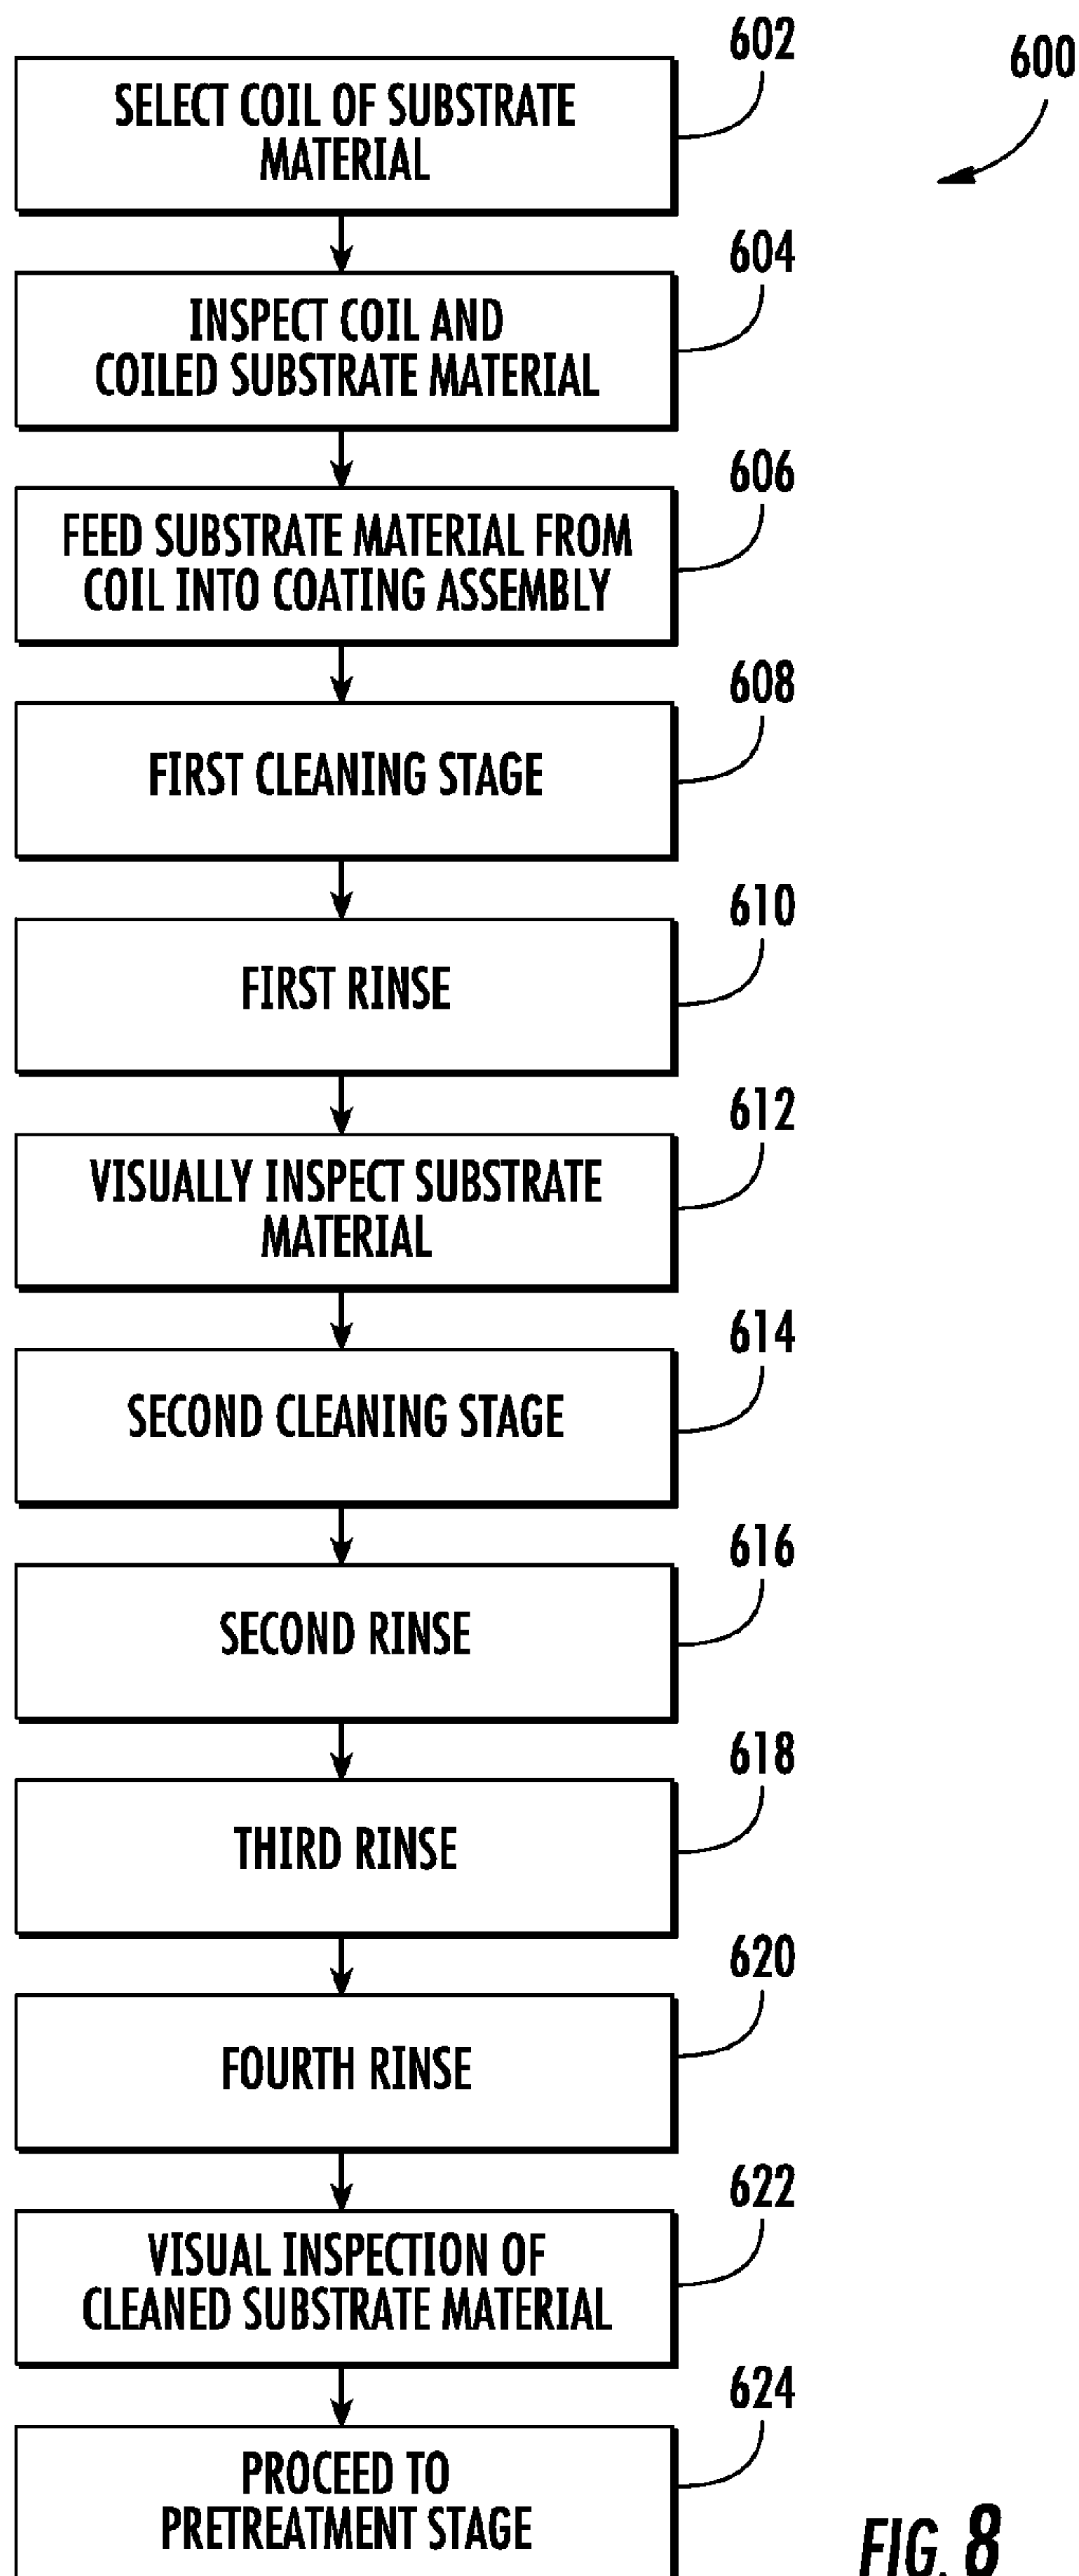 602
600
SELECT COIL OF SUBSTRATE
MATERIAL
604
INSPECT COIL AND
COILED SUBSTRATE MATERIAL
606
FEED SUBSTRATE MATERIAL FROM
COIL INTO COATING ASSEMBLY
608
FIRST CLEANING STAGE
610
FIRST RINSE
612
VISUALLY INSPECT SUBSTRATE
MATERIAL
614
SECOND CLEANING STAGE
616
SECOND RINSE
618
THIRD RINSE
620
FOURTH RINSE
622
VISUAL INSPECTION OF
CLEANED SUBSTRATE MATERIAL
624
PROCEED TO
PRETREATMENT STAGE
FIG. 8